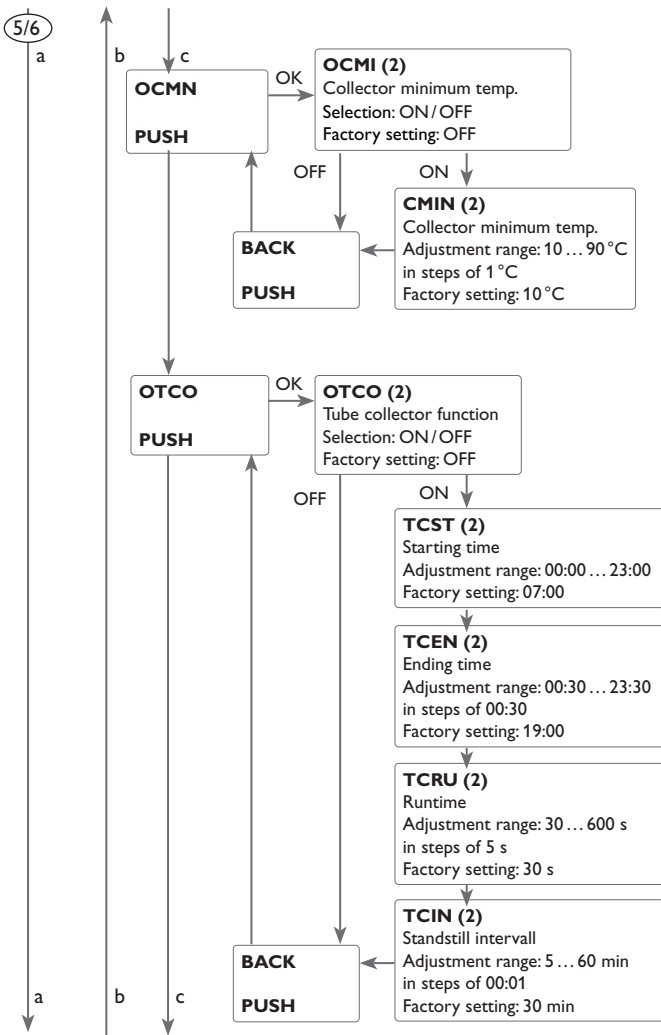 5/6
a
b
c
OCMN
PUSH
OK
OCMI (2)
Collector minimum temp.
Selection: ON / OFF
Factory setting: OFF
OFF
ON
CMIN (2)
Collector minimum temp.
Adjustment range: 10 ... 90 °C
in steps of 1 °C
Factory setting: 10 °C
BACK
PUSH
OTCO
PUSH
OK
OTCO (2)
Tube collector function
Selection: ON / OFF
Factory setting: OFF
OFF
ON
TCST (2)
Starting time
Adjustment range: 00:00 ... 23:00
Factory setting: 07:00
TCEN (2)
Ending time
Adjustment range: 00:30 ... 23:30
in steps of 00:30
Factory setting: 19:00
TCRU (2)
Runtime
Adjustment range: 30 ... 600 s
in steps of 5 s
Factory setting: 30 s
TCIN (2)
Standstill intervall
Adjustment range: 5 ... 60 min
in steps of 00:01
Factory setting: 30 min
BACK
PUSH
a
b
c